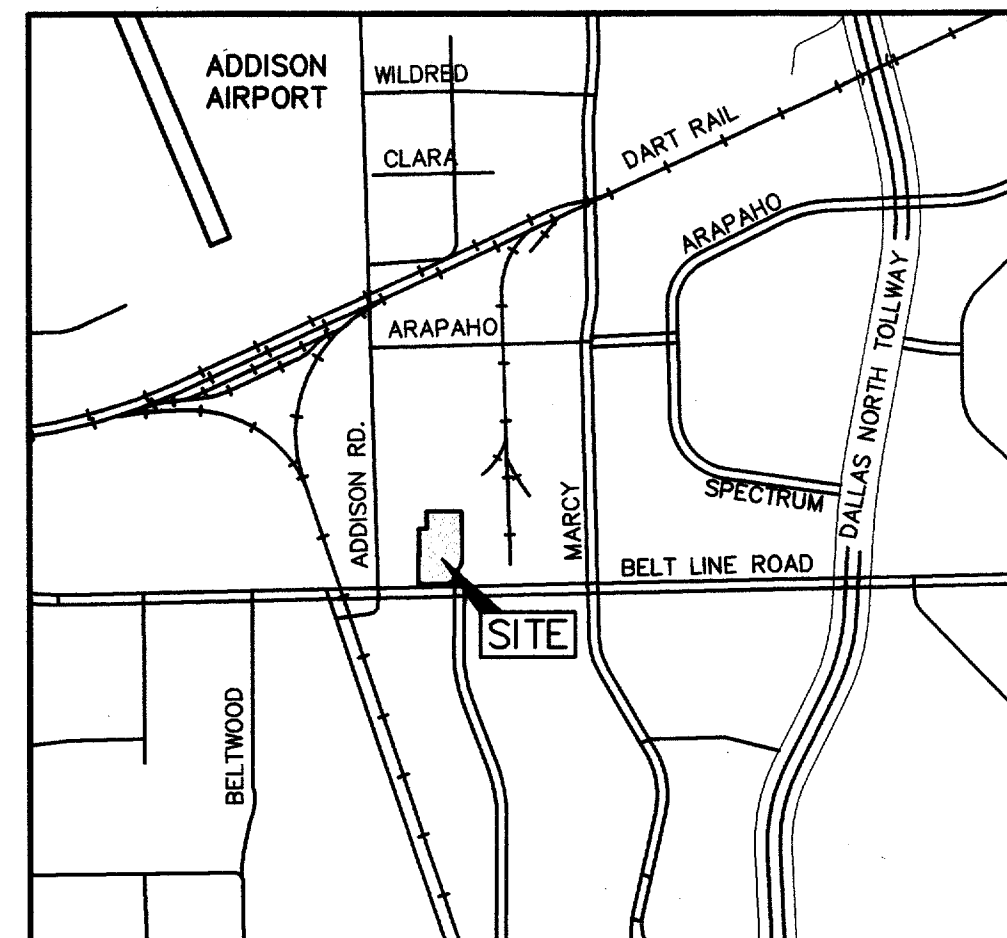 ADDISON
AIRPORT
WILDRED
CLARA
DART RAIL
ARAPAHO
ARAPAHO
ADDISON RD.
MARCY
SPECTRUM
DALLAS NORTH TOLLWAY
BELT LINE ROAD
SITE
BELTWOOD